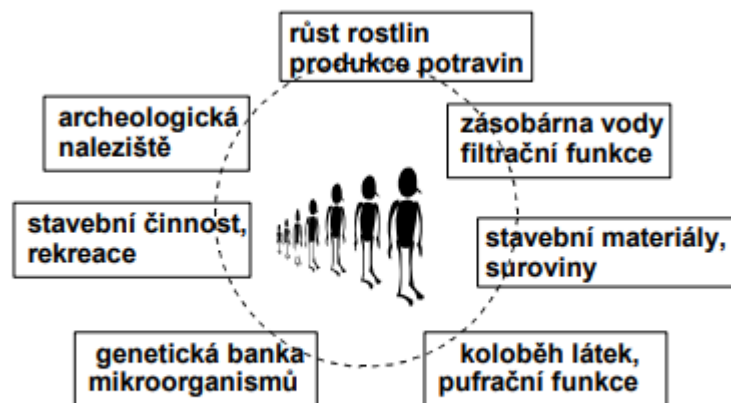 růst rostlin
produkce potravin
archeologická
naleziště
zásobárna vody
filtrační funkce
stavební činnost,
rekreace
stavební materiály,
suroviny
genetická banka
mikroorganismů
koloběh látek,
pufrační funkce